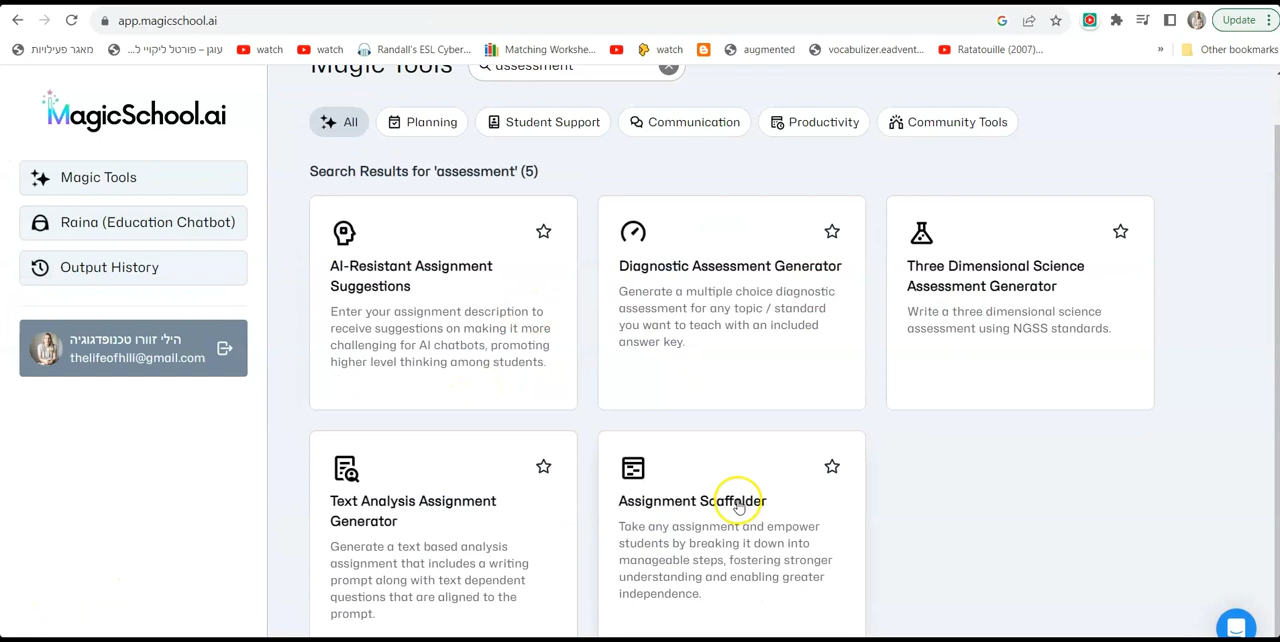 app.magicschool.ai
Update
מאגר פעילויות
עוגן – פורטל ליקויי ל...
watch
watch
Randall's ESL Cyber...
Matching Workshe...
watch
augmented
vocabulizer.eadvent...
Ratatouille (2007)...
»
Other bookmarks
Magic Tools
assessment
MagicSchool.ai
All
Planning
Student Support
Communication
Productivity
Community Tools
Magic Tools
Raina (Education Chatbot)
Output History
הילי זוורו טכנופדגוגיה
thelifeofhili@gmail.com
Search Results for 'assessment' (5)
AI-Resistant Assignment
Suggestions
Enter your assignment description to
receive suggestions on making it more
challenging for AI chatbots, promoting
higher level thinking among students.
Diagnostic Assessment Generator
Generate a multiple choice diagnostic
assessment for any topic / standard
you want to teach with an included
answer key.
Three Dimensional Science
Assessment Generator
Write a three dimensional science
assessment using NGSS standards.
Text Analysis Assignment
Generator
Generate a text based analysis
assignment that includes a writing
prompt along with text dependent
questions that are aligned to the
prompt.
Assignment Scaffolder
Take any assignment and empower
students by breaking it down into
manageable steps, fostering stronger
understanding and enabling greater
independence.